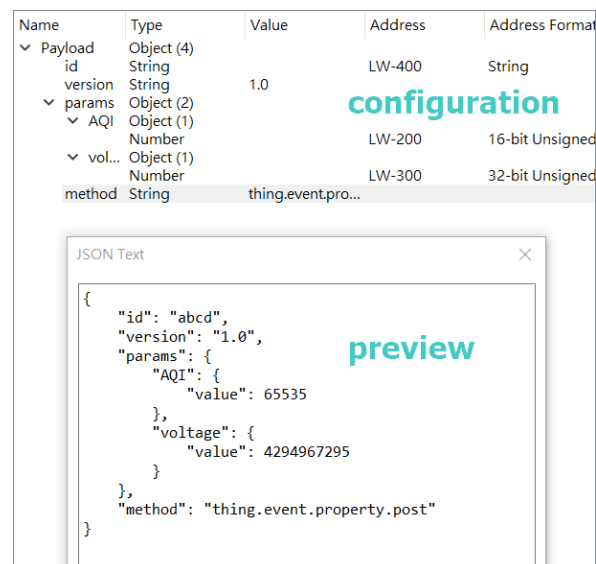 Name Type Value Address Address Format
Payload Object (4)
id String LW-400 String
version String 1.0
params Object (2)
configuration
AQI Object (1)
Number LW-200 16-bit Unsigned
vol... Object (1)
Number LW-300 32-bit Unsigned
method String thing.event.pro...
JSON Text
{
"id": "abcd",
"version": "1.0",
"params": {
preview
"AQI": {
"value": 65535
},
"voltage": {
"value": 4294967295
}
},
"method": "thing.event.property.post"
}